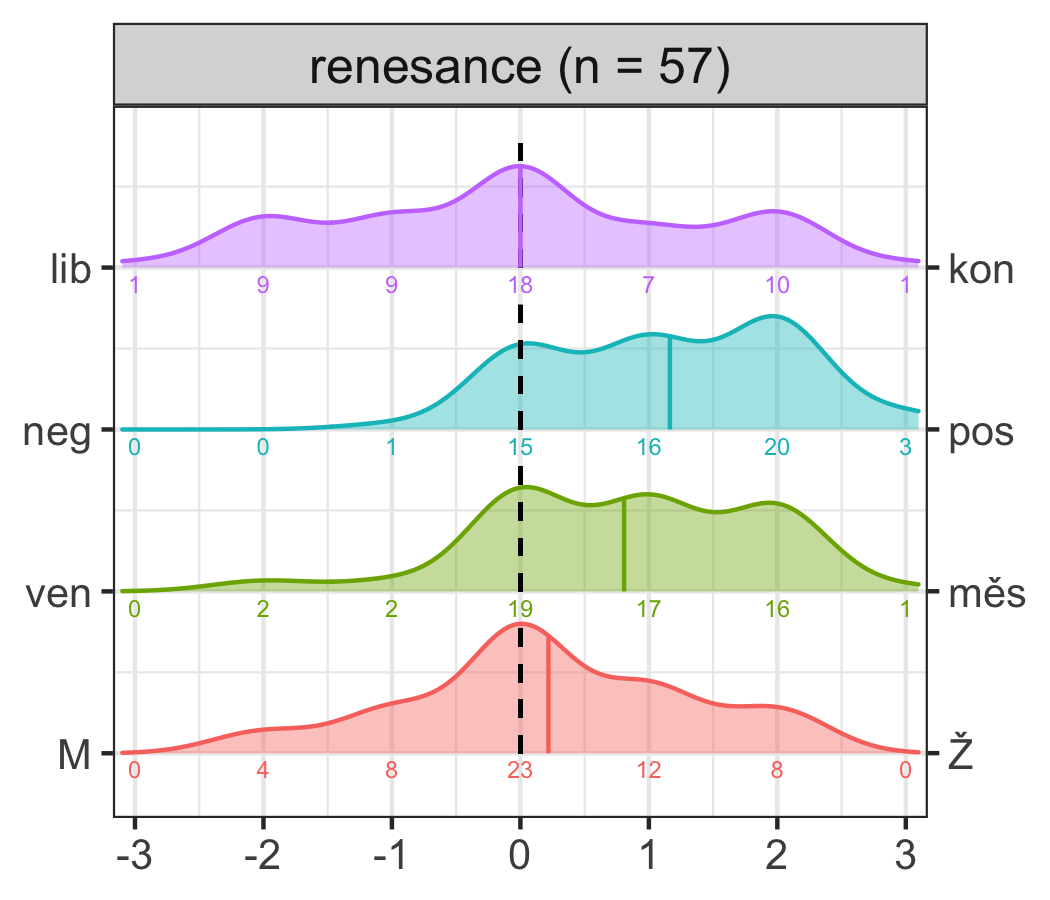 renesance (n = 57)
lib kon
1 9 9 18 7 10 1
neg pos
0 0 1 15 16 20 3
ven měs
0 2 2 19 17 16 1
M Ž
0 4 8 23 12 8 0
-3 -2 -1 0 1 2 3